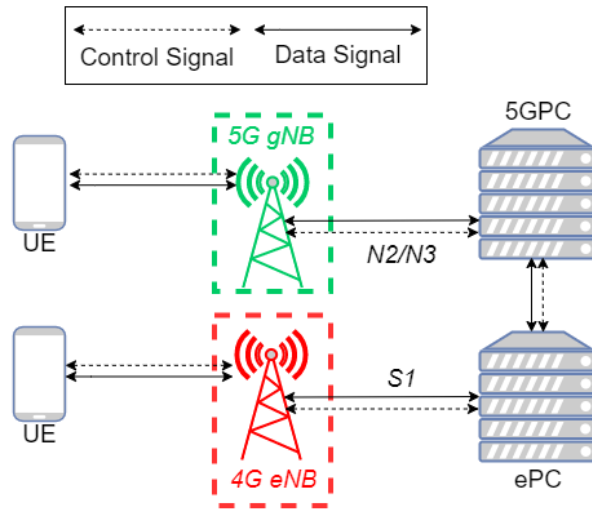 Control Signal
Data Signal
5G gNB
5GPC
UE
N2/N3
UE
S1
4G eNB
ePC